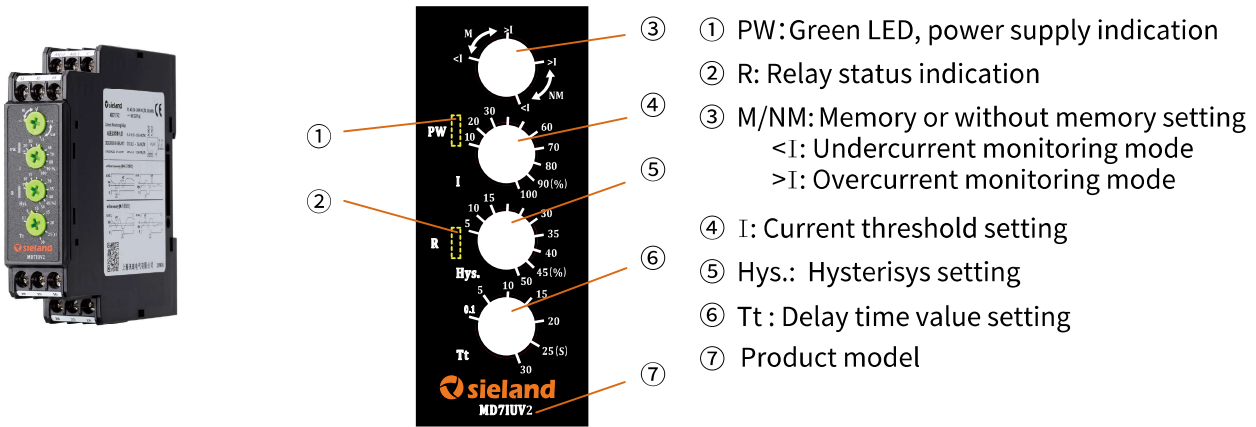 M
>I
<I
>I
NM
<I
PW
30
20
10
60
70
80
90(%)
100
I
15
10
5
30
35
40
45(%)
50
R
Hys.
10
5
0.1
15
20
25(S)
30
Tt
sieland
MD7IUV2
①
②
③
④
⑤
⑥
⑦
① PW:Green LED, power supply indication
② R: Relay status indication
③ M/NM: Memory or without memory setting
<I: Undercurrent monitoring mode
>I: Overcurrent monitoring mode
④ I: Current threshold setting
⑤ Hys.: Hysterisys setting
⑥ Tt : Delay time value setting
⑦ Product model
sieland
MD7IUV2
sieland